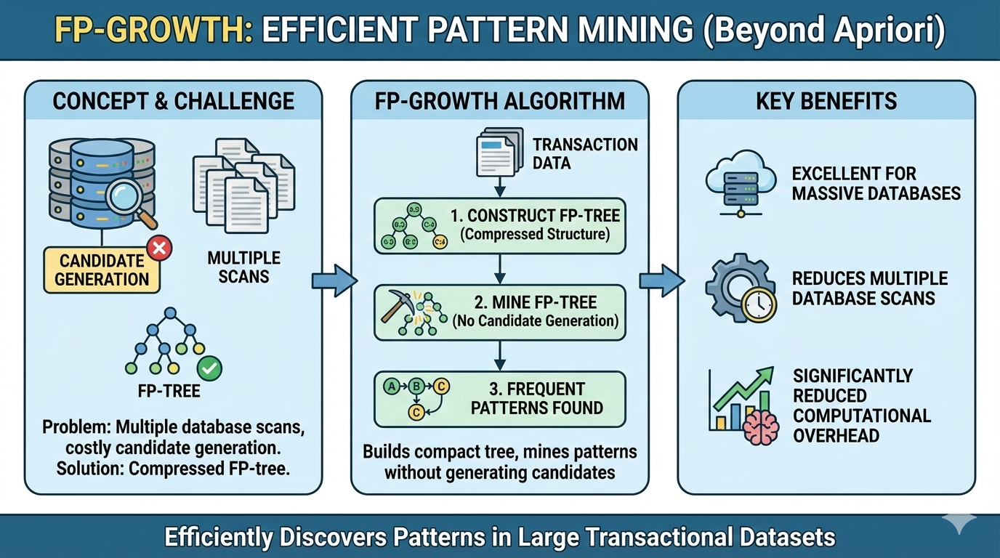 FP-GROWTH: EFFICIENT PATTERN MINING (Beyond Apriori)
CONCEPT & CHALLENGE
CANDIDATE
GENERATION
MULTIPLE
SCANS
FP-TREE
Problem: Multiple database scans,
costly candidate generation.
Solution: Compressed FP-tree.
FP-GROWTH ALGORITHM
TRANSACTION
DATA
1. CONSTRUCT FP-TREE
(Compressed Structure)
2. MINE FP-TREE
(No Candidate Generation)
A B C
C
3. FREQUENT
PATTERNS FOUND
Builds compact tree, mines patterns
without generating candidates
KEY BENEFITS
EXCELLENT FOR
MASSIVE DATABASES
REDUCES MULTIPLE
DATABASE SCANS
SIGNIFICANTLY
REDUCED
COMPUTATIONAL
OVERHEAD
Efficiently Discovers Patterns in Large Transactional Datasets